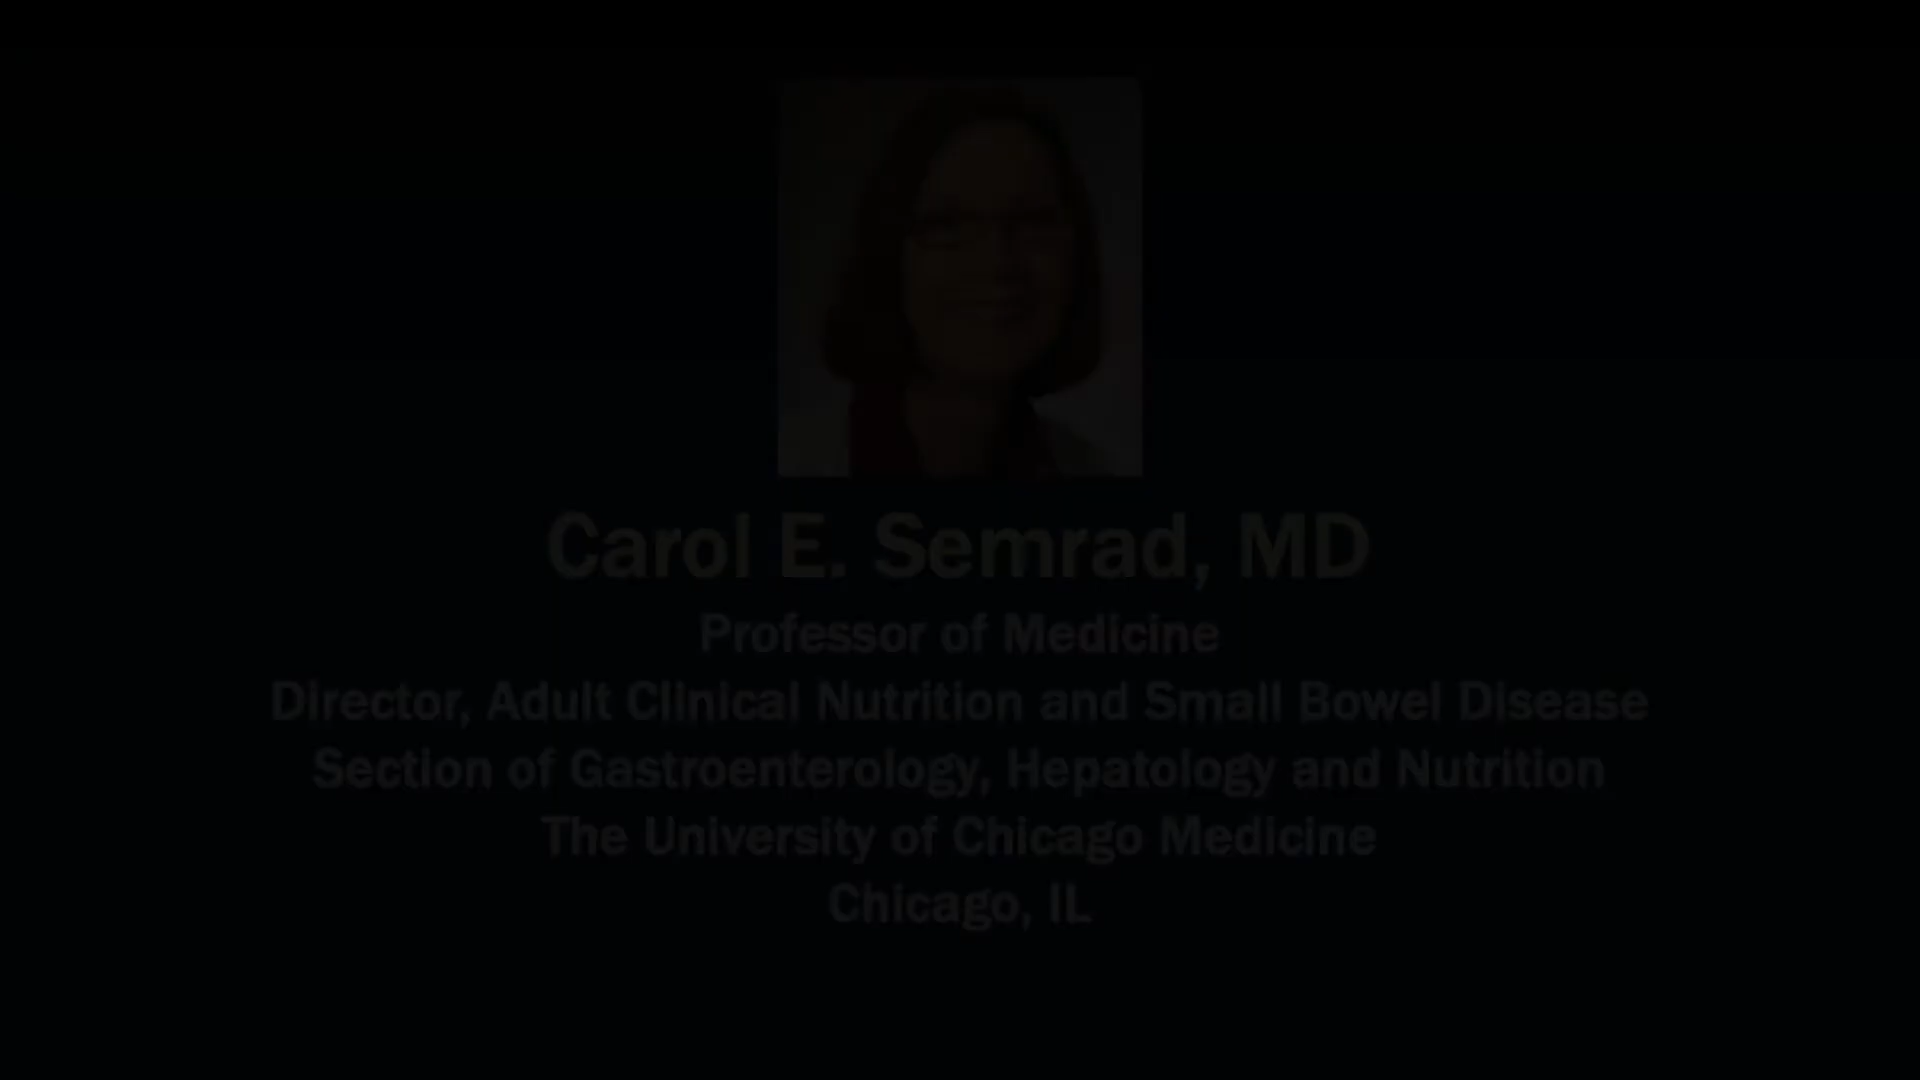 Carol E. Semrad, MD
Professor of Medicine
Director, Adult Clinical Nutrition and Small Bowel Disease
Section of Gastroenterology, Hepatology and Nutrition
The University of Chicago Medicine
Chicago, IL